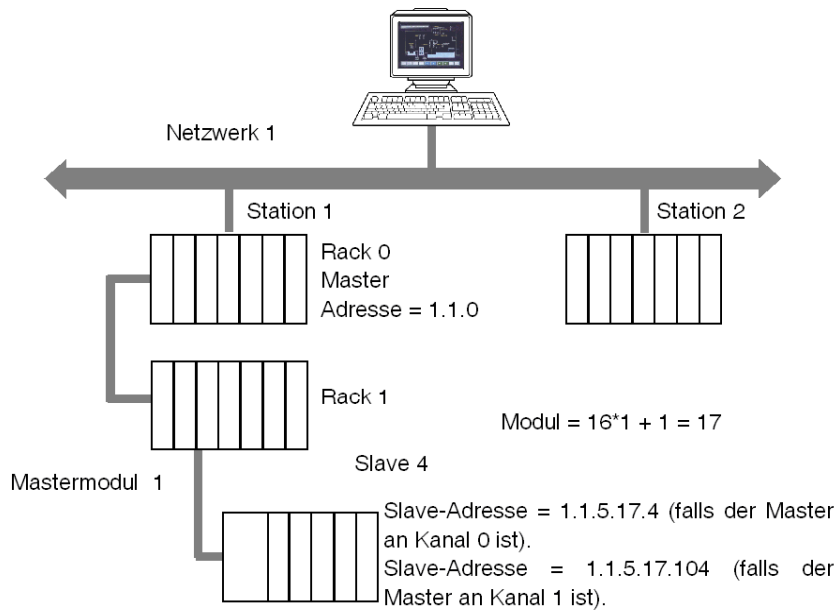 Netzwerk 1
Station 1
Station 2
Rack 0
Master
Adresse = 1.1.0
Rack 1
Modul = 16*1 + 1 = 17
Slave 4
Mastermodul 1
Slave-Adresse = 1.1.5.17.4 (falls der Master
an Kanal 0 ist).
Slave-Adresse = 1.1.5.17.104 (falls der
Master an Kanal 1 ist).